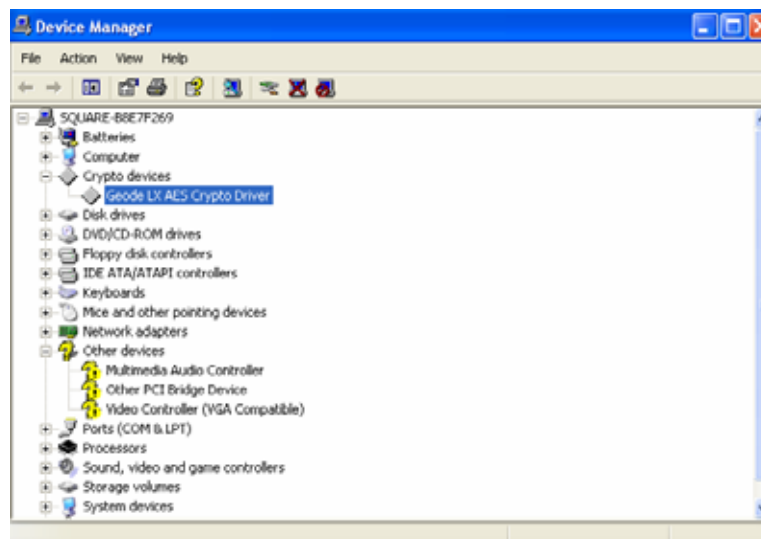 Device Manager
File Action View Help
SQUARE-B8E7F269
Batteries
Computer
Crypto devices
Geode LX AES Crypto Driver
Disk drives
DVD/CD-ROM drives
Floppy disk controllers
IDE ATA/ATAPI controllers
Keyboards
Mice and other pointing devices
Network adapters
Other devices
Multimedia Audio Controller
Other PCI Bridge Device
Video Controller (VGA Compatible)
Ports (COM & LPT)
Processors
Sound, video and game controllers
Storage volumes
System devices